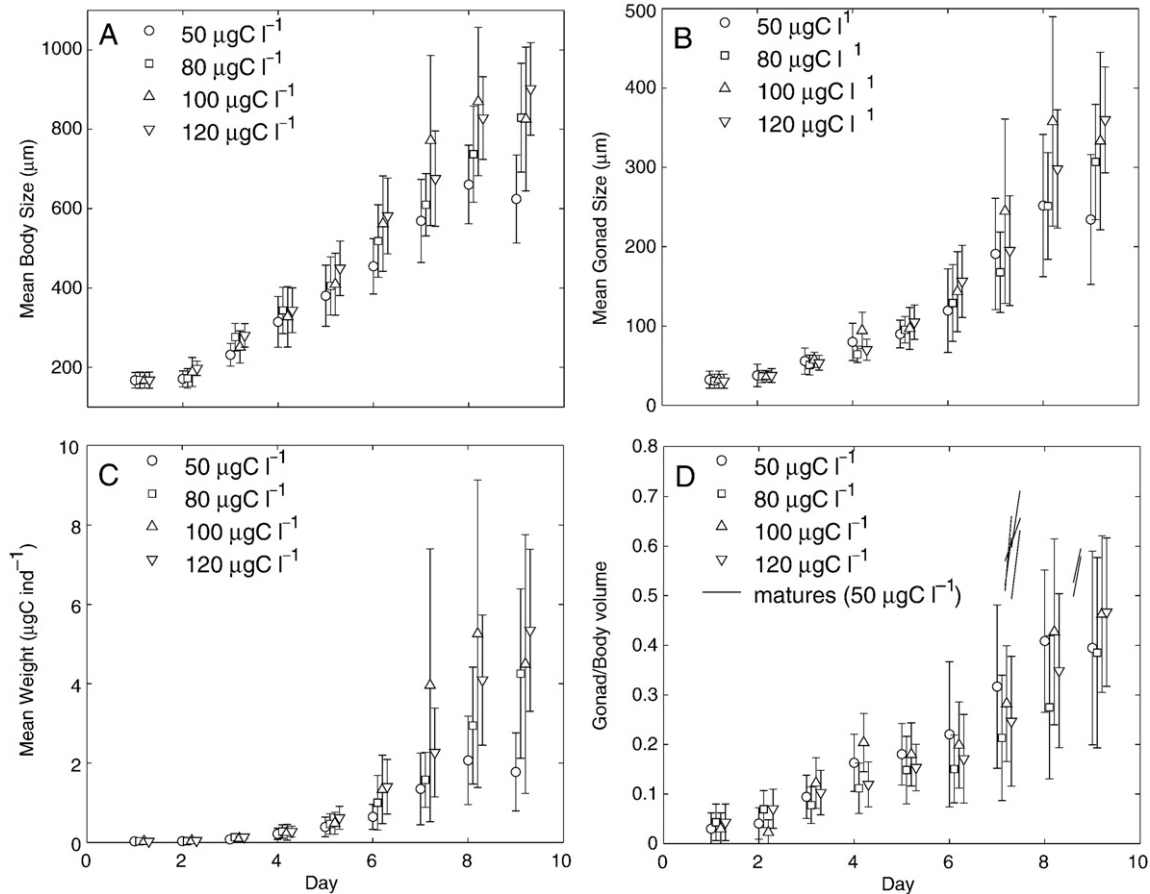 A
50 µgC l⁻¹
80 µgC l⁻¹
100 µgC l⁻¹
120 µgC l⁻¹
1000
800
600
400
200
Mean Body Size (µm)
B
50 µgC l¹
80 µgC l ¹
100 µgC l ¹
120 µgC l ¹
500
400
300
200
100
0
Mean Gonad Size (µm)
C
50 µgC l⁻¹
80 µgC l⁻¹
100 µgC l⁻¹
120 µgC l⁻¹
10
8
6
4
2
0
Mean Weight (µgC ind⁻¹)
0 2 4 6 8 10
Day
D
50 µgC l⁻¹
80 µgC l⁻¹
100 µgC l⁻¹
120 µgC l⁻¹
matures (50 µgC l⁻¹)
0.8
0.7
0.6
0.5
0.4
0.3
0.2
0.1
0
Gonad/Body volume
0 2 4 6 8 10
Day